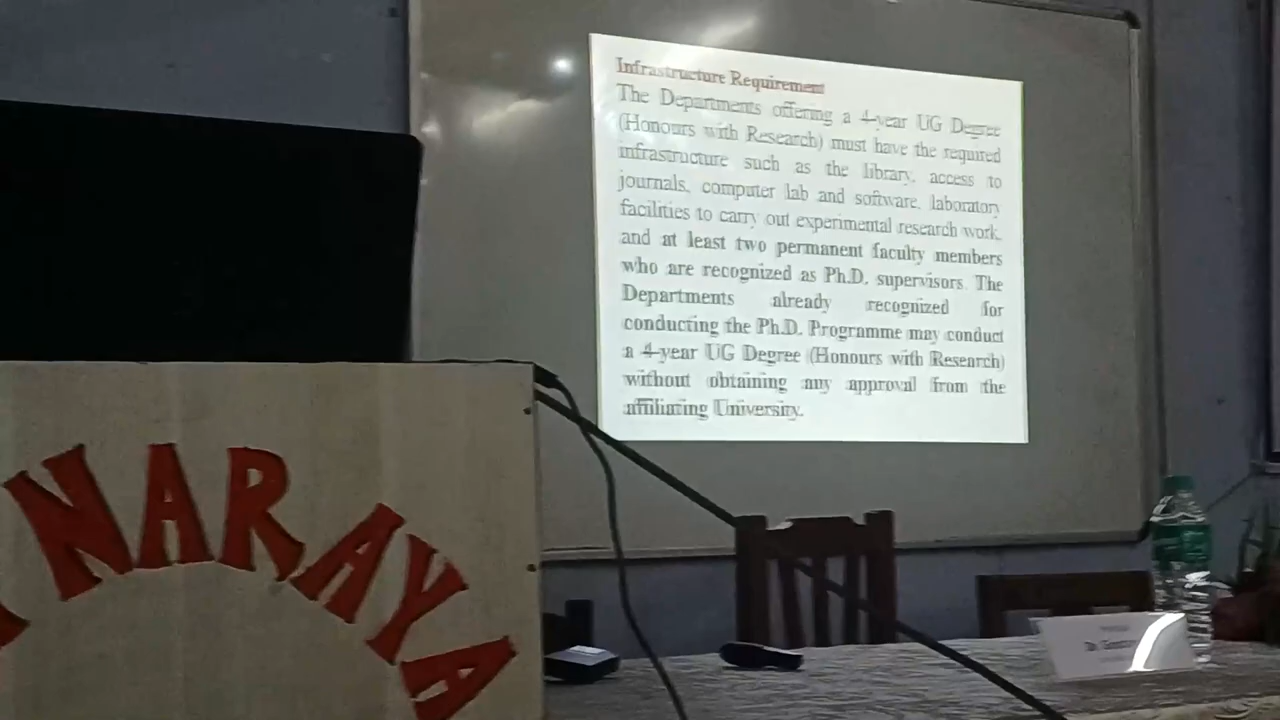 Infrastructure Requirement
The Departments offering a 4-year UG Degree
(Honours with Research) must have the required
infrastructure such as the library, access to
journals, computer lab and software, laboratory
facilities to carry out experimental research work,
and at least two permanent faculty members
who are recognized as Ph.D. supervisors. The
Departments already recognized for
conducting the Ph.D. Programme may conduct
a 4-year UG Degree (Honours with Research)
without obtaining any approval from the
affiliating University.
NARAYA
Dr.